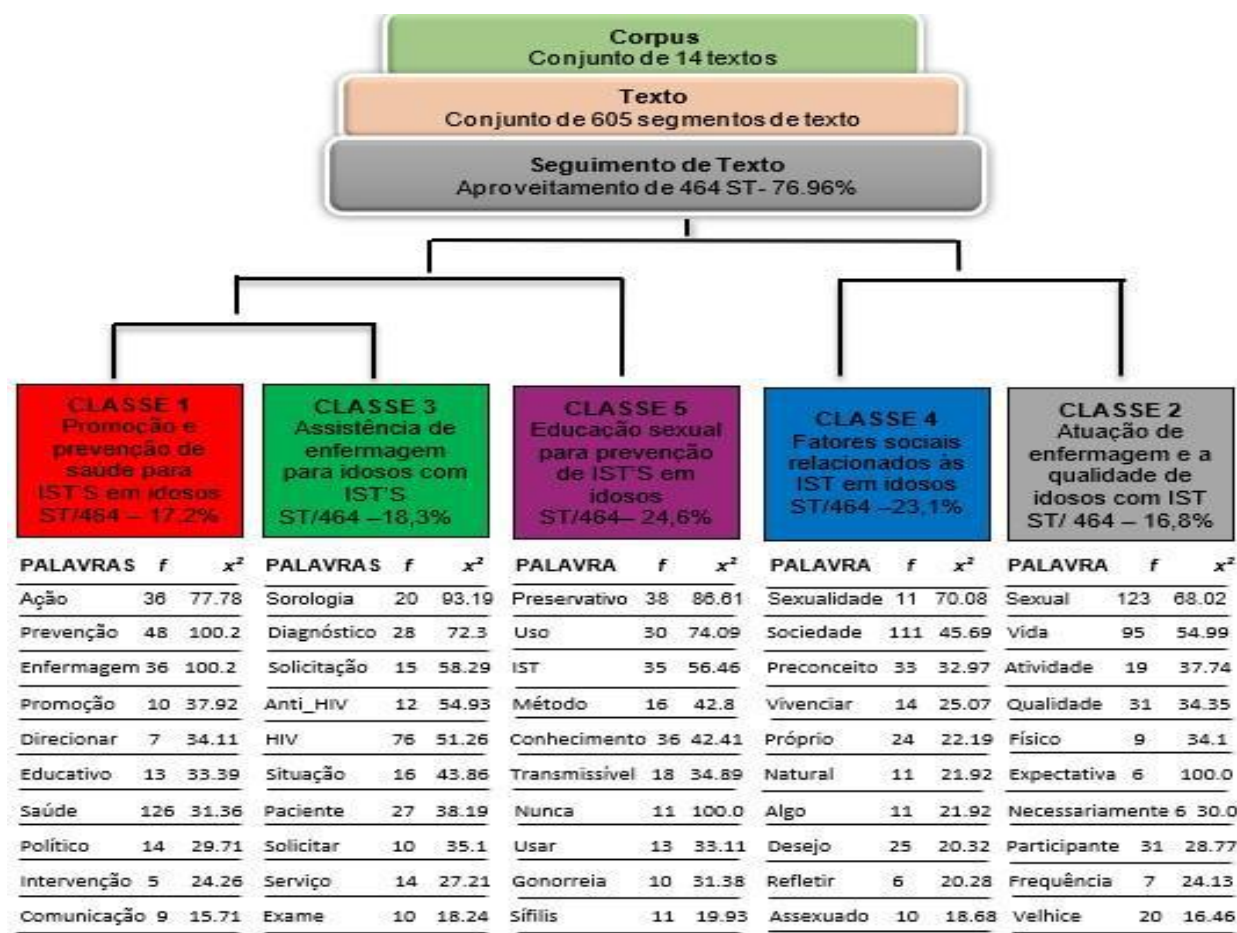 Corpus
Conjunto de 14 textos
Texto
Conjunto de 605 segmentos de texto
Seguimento de Texto
Aproveitamento de 464 ST- 76.96%
CLASSE 1
Promoção e
prevenção de
saúde para
IST'S em idosos
ST/464 – 17,2%
CLASSE 3
Assistência de
enfermagem
para idosos com
IST'S
ST/464 –18,3%
CLASSE 5
Educação sexual
para prevenção
de IST'S em
idosos
ST/464– 24,6%
CLASSE 4
Fatores sociais
relacionados às
IST em idosos
ST/464 –23,1%
CLASSE 2
Atuação de
enfermagem e a
qualidade de
idosos com IST
ST/ 464 – 16,8%
PALAVRAS f x²
Ação 36 77.78
Prevenção 48 100.2
Enfermagem 36 100.2
Promoção 10 37.92
Direcionar 7 34.11
Educativo 13 33.39
Saúde 126 31.36
Político 14 29.71
Intervenção 5 24.26
Comunicação 9 15.71
PALAVRAS f x²
Sorologia 20 93.19
Diagnóstico 28 72.3
Solicitação 15 58.29
Anti_HIV 12 54.93
HIV 76 51.26
Situação 16 43.86
Paciente 27 38.19
Solicitar 10 35.1
Serviço 14 27.21
Exame 10 18.24
PALAVRA f x²
Preservativo 38 86.61
Uso 30 74.09
IST 35 56.46
Método 16 42.8
Conhecimento 36 42.41
Transmissível 18 34.89
Nunca 11 100.0
Usar 13 33.11
Gonorreia 10 31.38
Sífilis 11 19.93
PALAVRA f x²
Sexualidade 11 70.08
Sociedade 111 45.69
Preconceito 33 32.97
Vivenciar 14 25.07
Próprio 24 22.19
Natural 11 21.92
Algo 11 21.92
Desejo 25 20.32
Refletir 6 20.28
Assexuado 10 18.68
PALAVRA f x²
Sexual 123 68.02
Vida 95 54.99
Atividade 19 37.74
Qualidade 31 34.35
Físico 9 34.1
Expectativa 6 100.0
Necessariamente 6 30.0
Participante 31 28.77
Frequência 7 24.13
Velhice 20 16.46